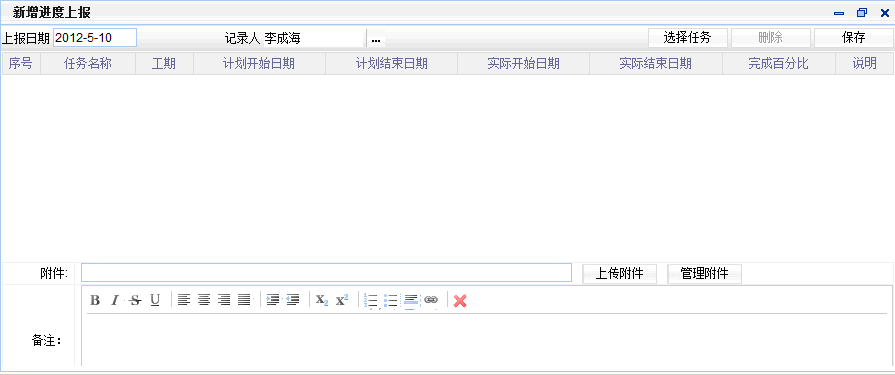 新增进度上报
上报日期 2012-5-10 记录人 李成海 ... 选择任务 删除 保存
序号 任务名称 工期 计划开始日期 计划结束日期 实际开始日期 实际结束日期 完成百分比 说明
附件: 上传附件 管理附件
B I S U x₂ x²
备注：